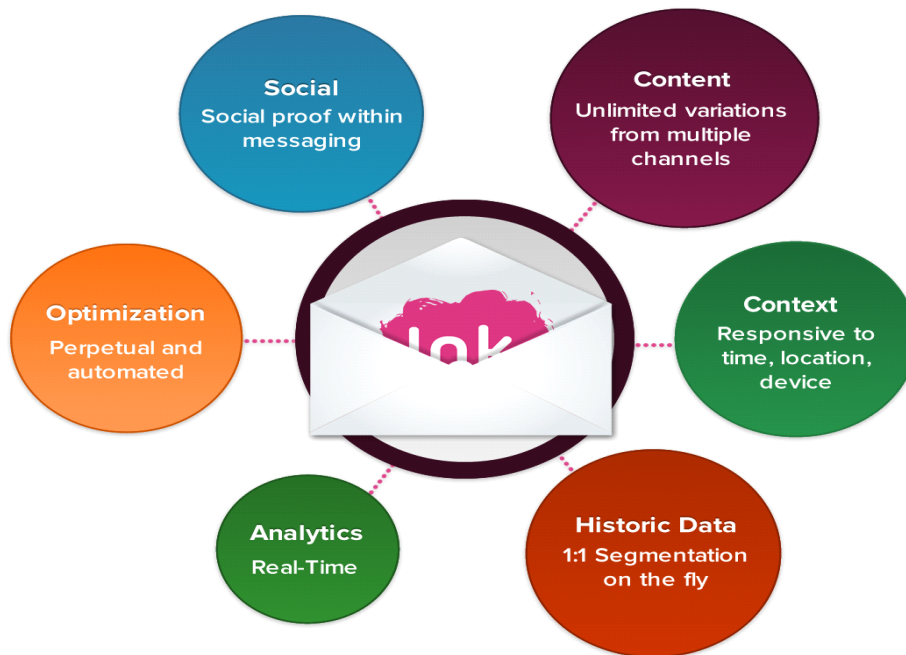 Social
Social proof within
messaging
Content
Unlimited variations
from multiple
channels
Optimization
Perpetual and
automated
Ink
Context
Responsive to
time, location,
device
Analytics
Real-Time
Historic Data
1:1 Segmentation
on the fly